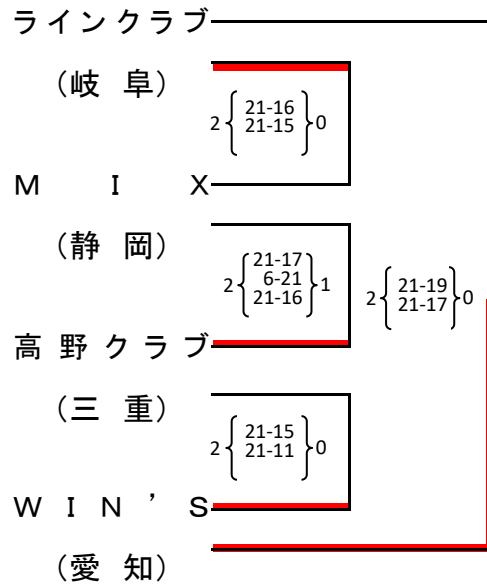 ラインクラブ
(岐 阜)
2 21-16 0
21-15
M I X
(静 岡)
2 21-17 1
6-21
21-16
2 21-19 0
21-17
高野クラブ
(三 重)
2 21-15 0
21-11
W I N ' S
(愛 知)